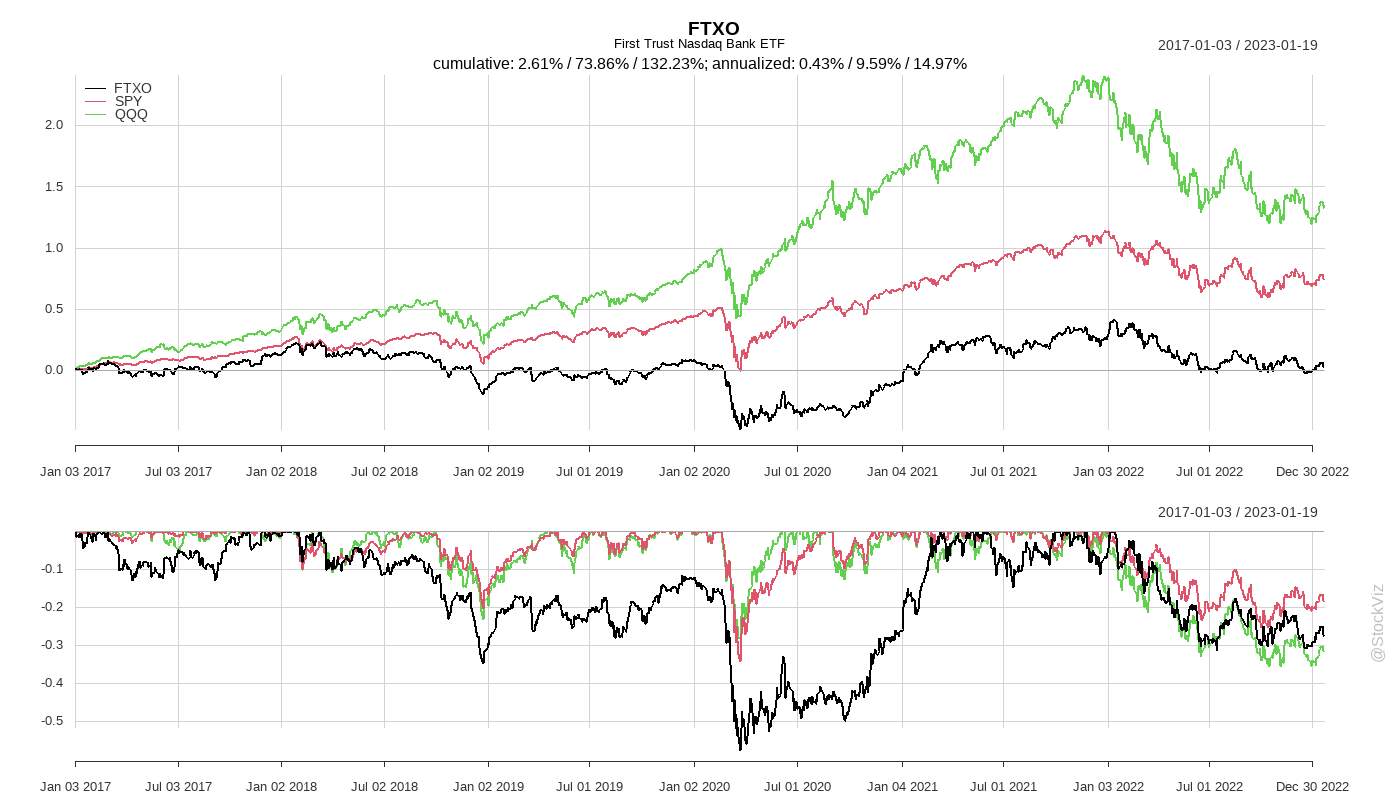 FTXO
First Trust Nasdaq Bank ETF
2017-01-03 / 2023-01-19
cumulative: 2.61% / 73.86% / 132.23%; annualized: 0.43% / 9.59% / 14.97%
FTXO
SPY
QQQ
2.0
1.5
1.0
0.5
0.0
Jan 03 2017 Jul 03 2017 Jan 02 2018 Jul 02 2018 Jan 02 2019 Jul 01 2019 Jan 02 2020 Jul 01 2020 Jan 04 2021 Jul 01 2021 Jan 03 2022 Jul 01 2022 Dec 30 2022
2017-01-03 / 2023-01-19
-0.1
-0.2
-0.3
-0.4
-0.5
Jan 03 2017 Jul 03 2017 Jan 02 2018 Jul 02 2018 Jan 02 2019 Jul 01 2019 Jan 02 2020 Jul 01 2020 Jan 04 2021 Jul 01 2021 Jan 03 2022 Jul 01 2022 Dec 30 2022
@StockViz